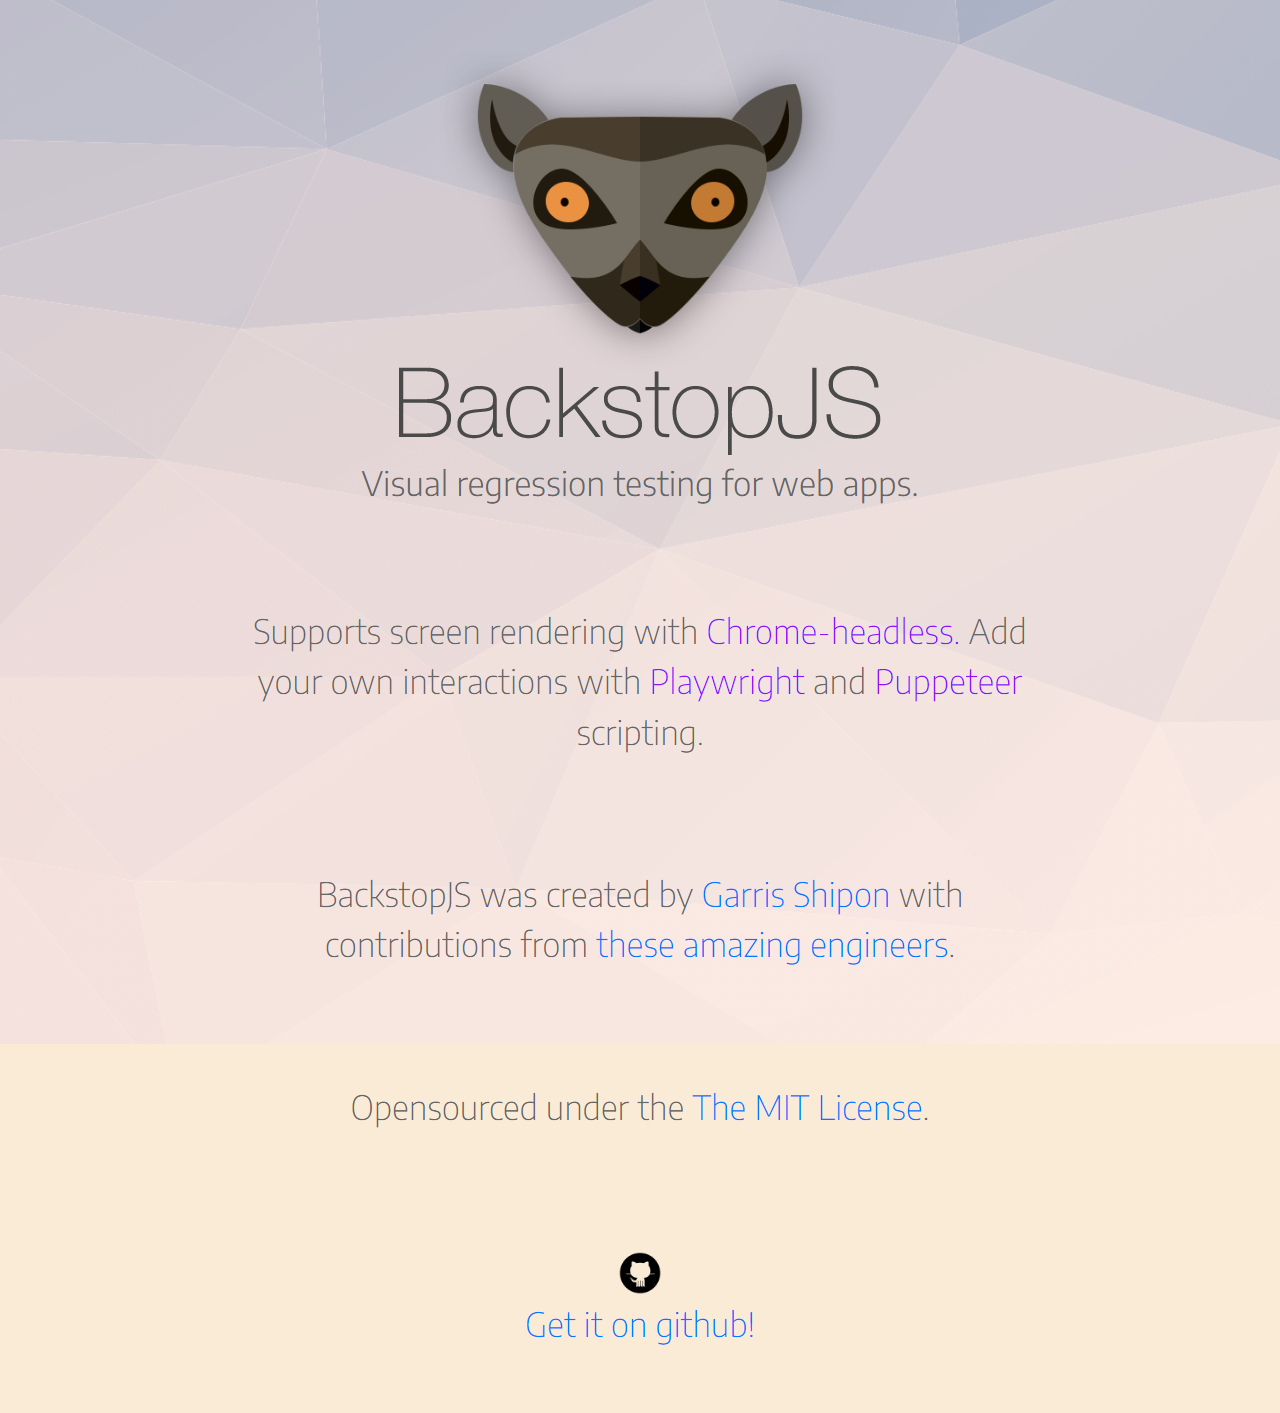 BackstopJS
Visual regression testing for web apps.
Supports screen rendering with Chrome-headless. Add
your own interactions with Playwright and Puppeteer
scripting.
BackstopJS was created by Garris Shipon with
contributions from these amazing engineers.
Opensourced under the The MIT License.
Get it on github!